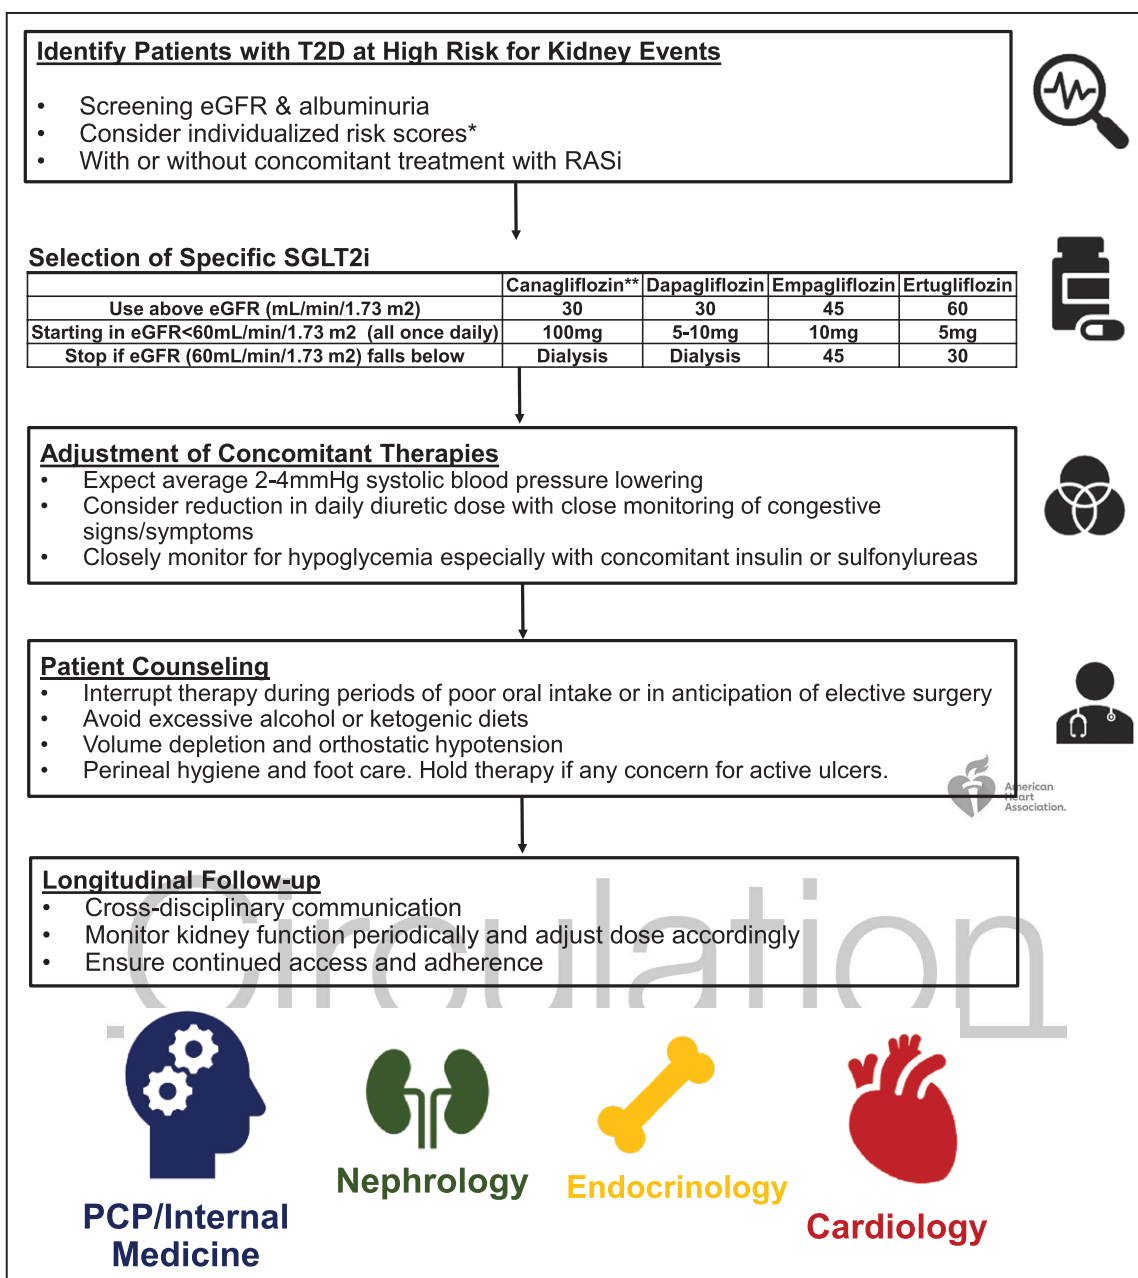 Identify Patients with T2D at High Risk for Kidney Events
• Screening eGFR & albuminuria
• Consider individualized risk scores*
• With or without concomitant treatment with RASi
Selection of Specific SGLT2i
Canagliflozin** Dapagliflozin Empagliflozin Ertugliflozin
Use above eGFR (mL/min/1.73 m2) 30 30 45 60
Starting in eGFR<60mL/min/1.73 m2 (all once daily) 100mg 5-10mg 10mg 5mg
Stop if eGFR (60mL/min/1.73 m2) falls below Dialysis Dialysis 45 30
Adjustment of Concomitant Therapies
• Expect average 2-4mmHg systolic blood pressure lowering
• Consider reduction in daily diuretic dose with close monitoring of congestive
signs/symptoms
• Closely monitor for hypoglycemia especially with concomitant insulin or sulfonylureas
Patient Counseling
• Interrupt therapy during periods of poor oral intake or in anticipation of elective surgery
• Avoid excessive alcohol or ketogenic diets
• Volume depletion and orthostatic hypotension
• Perineal hygiene and foot care. Hold therapy if any concern for active ulcers.
American
Heart
Association.
Longitudinal Follow-up
• Cross-disciplinary communication
• Monitor kidney function periodically and adjust dose accordingly
• Ensure continued access and adherence
Circulation
PCP/Internal
Medicine
Nephrology
Endocrinology
Cardiology